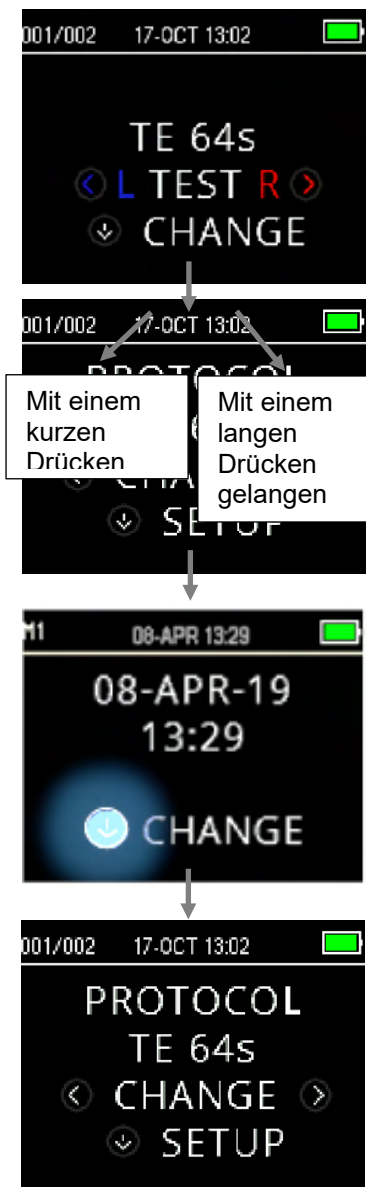 001/002 17-OCT 13:02
TE 64s
L TEST R
CHANGE
001/002 17-OCT 13:02
PROTOCOL
Mit einem
kurzen
Drücken
Mit einem
langen
Drücken
gelangen
SETUP
08-APR 13:29
08-APR-19
13:29
CHANGE
001/002 17-OCT 13:02
PROTOCOL
TE 64s
CHANGE
SETUP